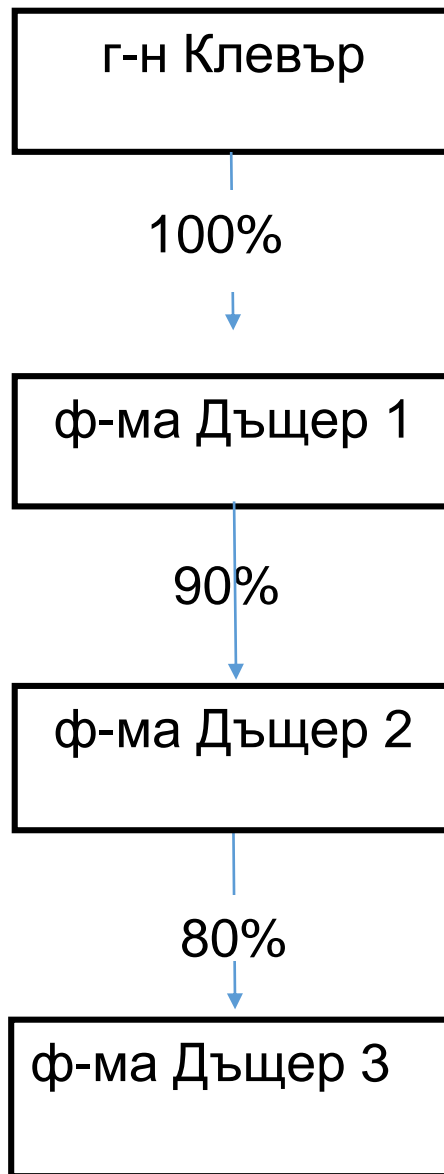 г-н Клевър
100%
ф-ма Дъщер 1
90%
ф-ма Дъщер 2
80%
ф-ма Дъщер 3